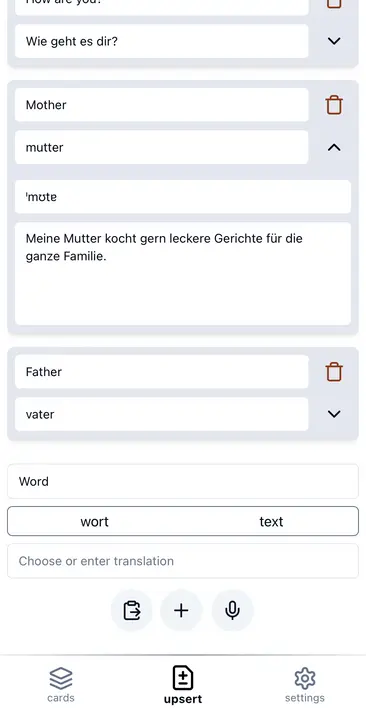 How are you?
Wie geht es dir?
Mother
mutter
ˈmʊtɐ
Meine Mutter kocht gern leckere Gerichte für die
ganze Familie.
Father
vater
Word
wort text
Choose or enter translation
cards upsert settings